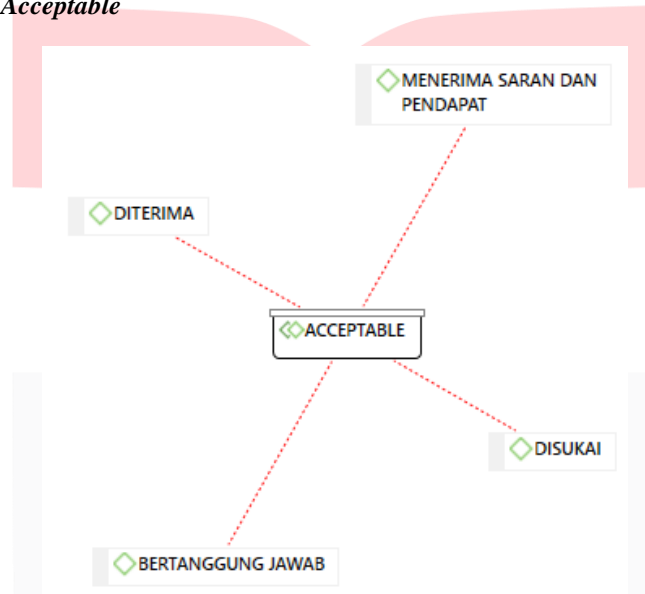 Acceptable
MENERIMA SARAN DAN
PENDAPAT
DITERIMA
ACCEPTABLE
DISUKAI
BERTANGGUNG JAWAB